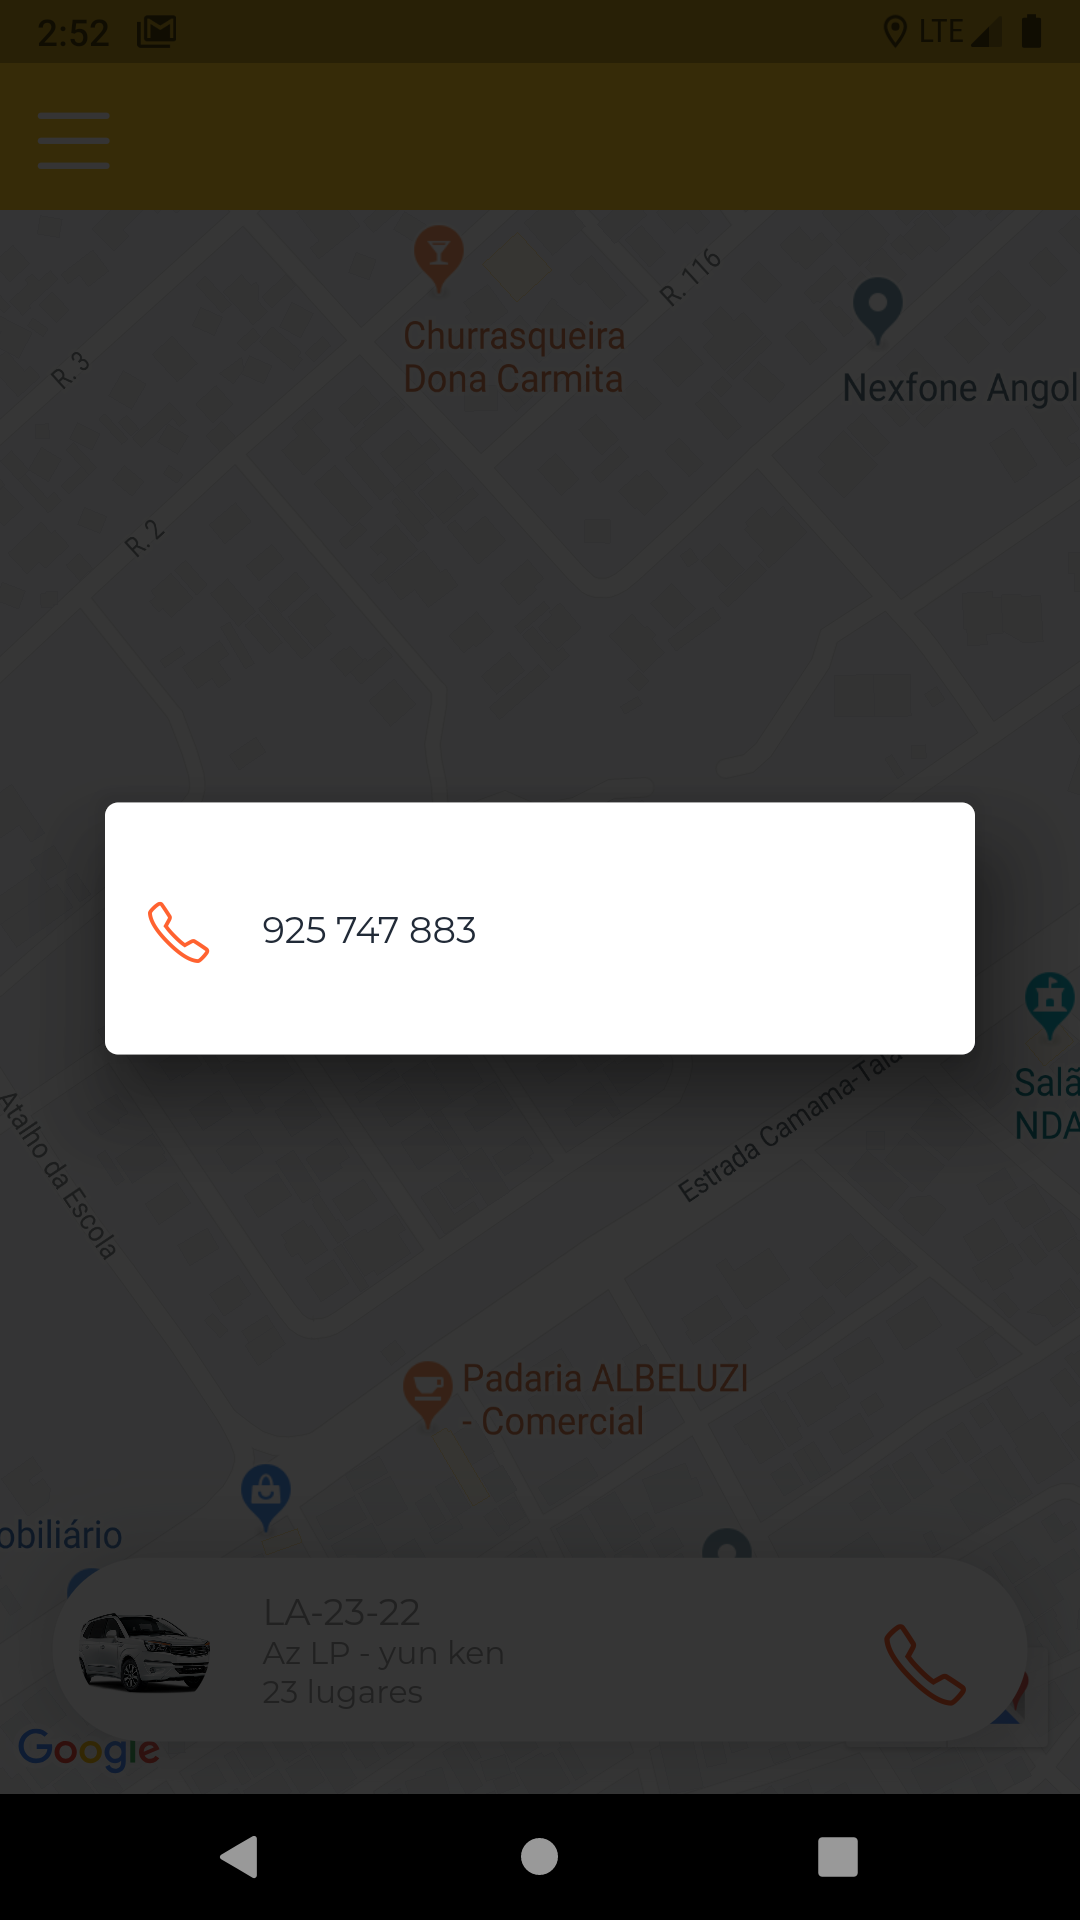 2:52
LTE
R. 116
Churrasqueira
Dona Carmita
R. 3
Nexfone Angol
R. 2
925 747 883
Salã
NDA
Estrada Camama-Tala
Atalho da Escola
Padaria ALBELUZI
- Comercial
obiliário
LA-23-22
Az LP - yun ken
23 lugares
Google